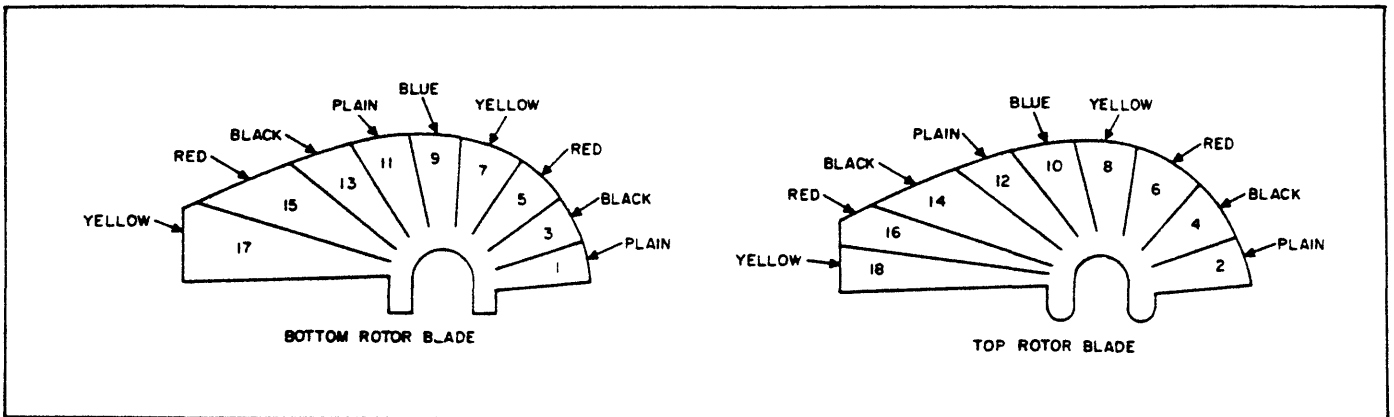 BLUE
PLAIN
YELLOW
BLACK
RED
RED
BLACK
YELLOW
PLAIN
17
15
13
11
9
7
5
3
1
BOTTOM ROTOR BLADE
BLUE
YELLOW
PLAIN
RED
BLACK
BLACK
RED
PLAIN
YELLOW
18
16
14
12
10
8
6
4
2
TOP ROTOR BLADE